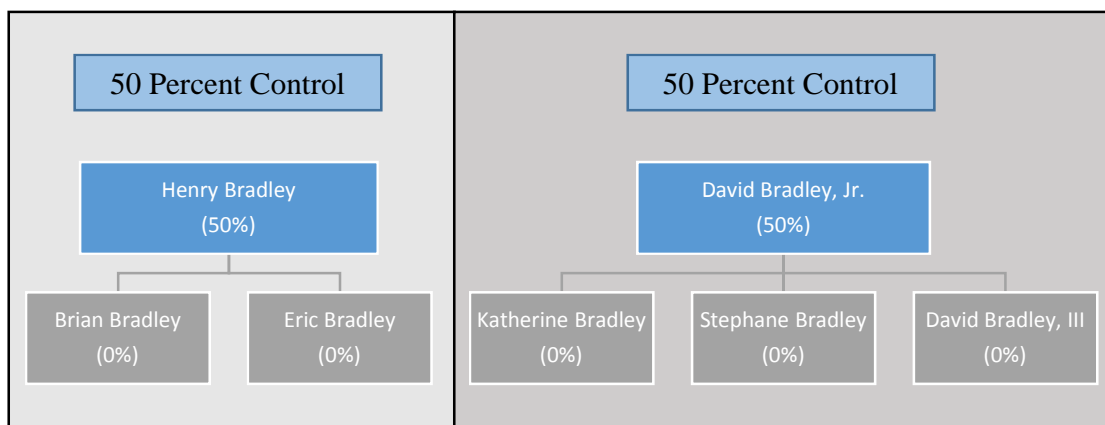 50 Percent Control
Henry Bradley
(50%)
Brian Bradley
(0%)
Eric Bradley
(0%)
50 Percent Control
David Bradley, Jr.
(50%)
Katherine Bradley
(0%)
Stephane Bradley
(0%)
David Bradley, III
(0%)